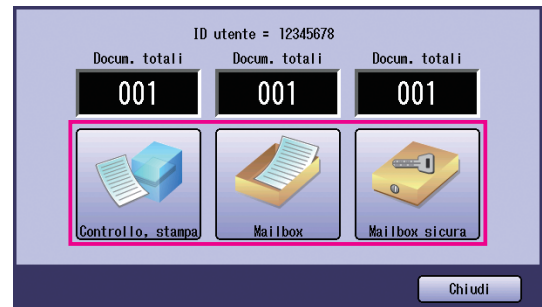 ID utente = 12345678
Docum. totali Docum. totali Docum. totali
001 001 001
Controllo, stampa Mailbox Mailbox sicura
Chiudi